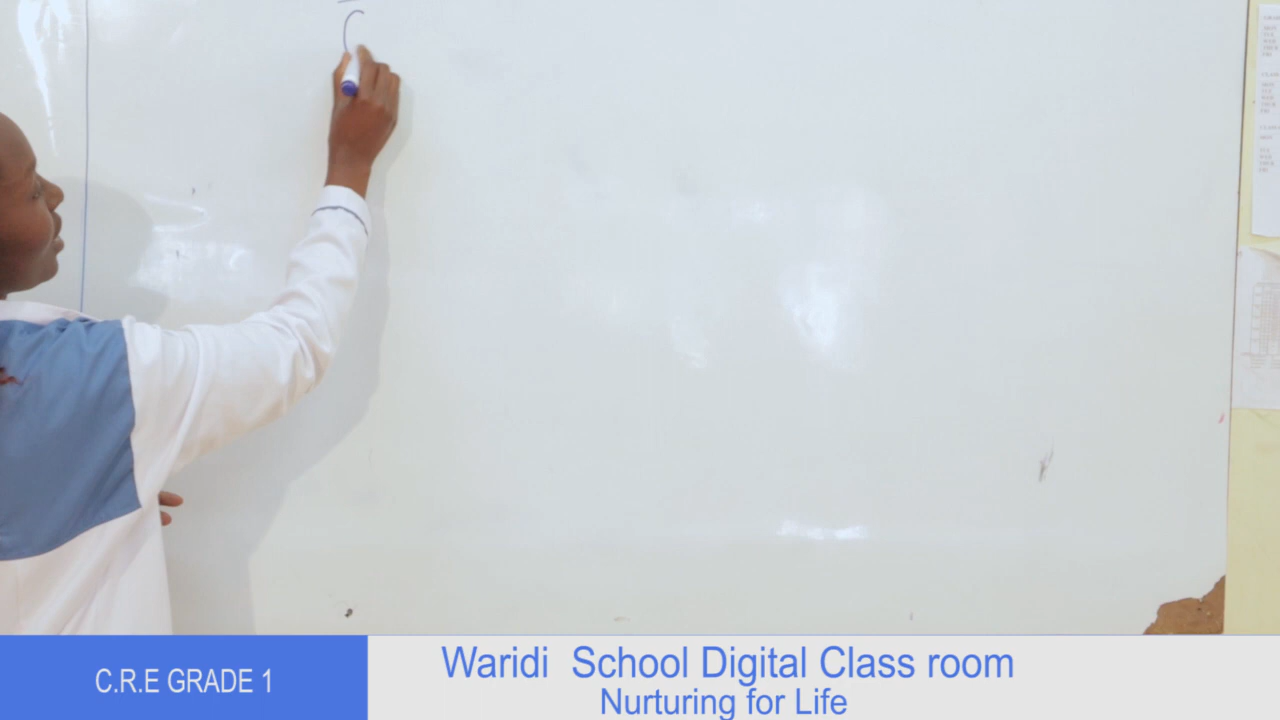 C
C.R.E GRADE 1
Waridi School Digital Class room
Nurturing for Life